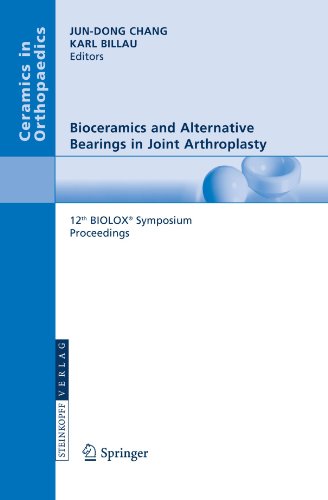 Ceramics in
Orthopaedics
JUN-DONG CHANG
KARL BILLAU
Editors
Bioceramics and Alternative
Bearings in Joint Arthroplasty
12th BIOLOX® Symposium
Proceedings
STEINKOPFF
VERLAG
Springer